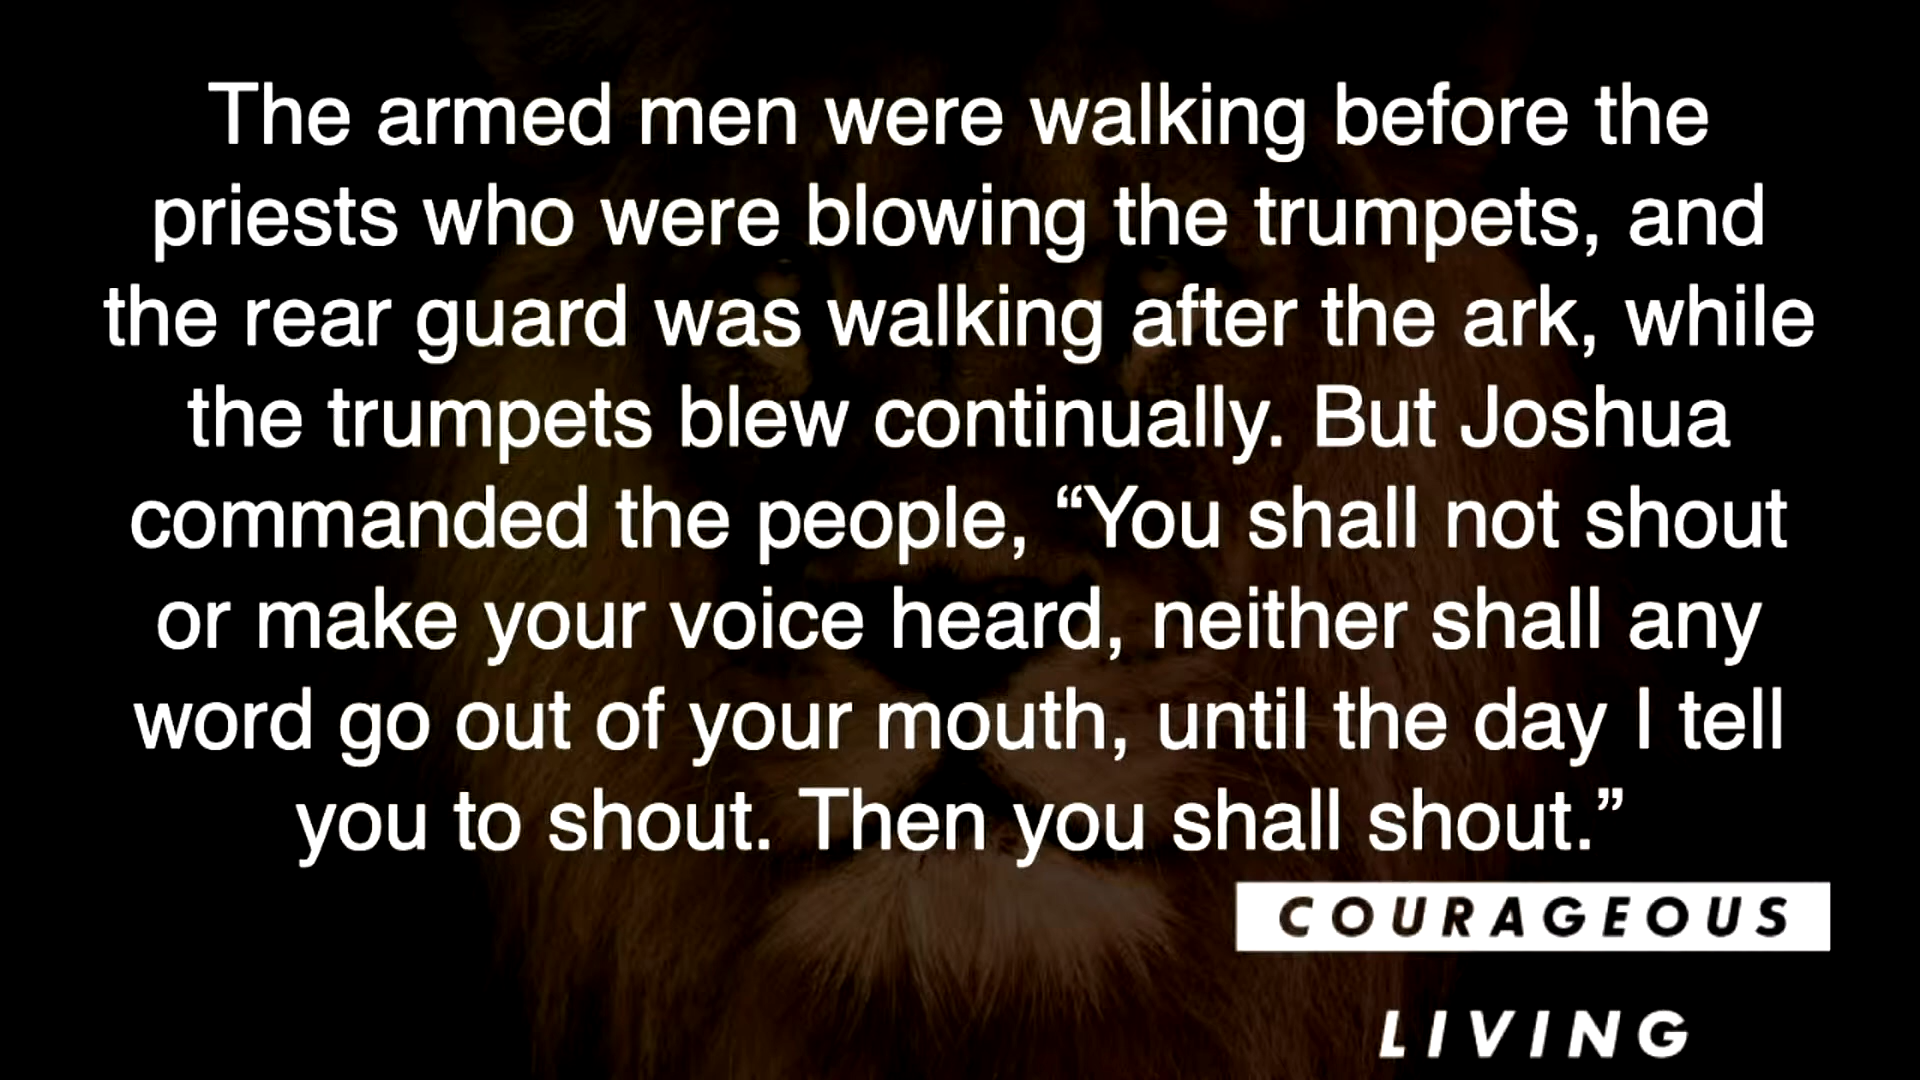 The armed men were walking before the
priests who were blowing the trumpets, and
the rear guard was walking after the ark, while
the trumpets blew continually. But Joshua
commanded the people, “You shall not shout
or make your voice heard, neither shall any
word go out of your mouth, until the day I tell
you to shout. Then you shall shout.”
COURAGEOUS
LIVING